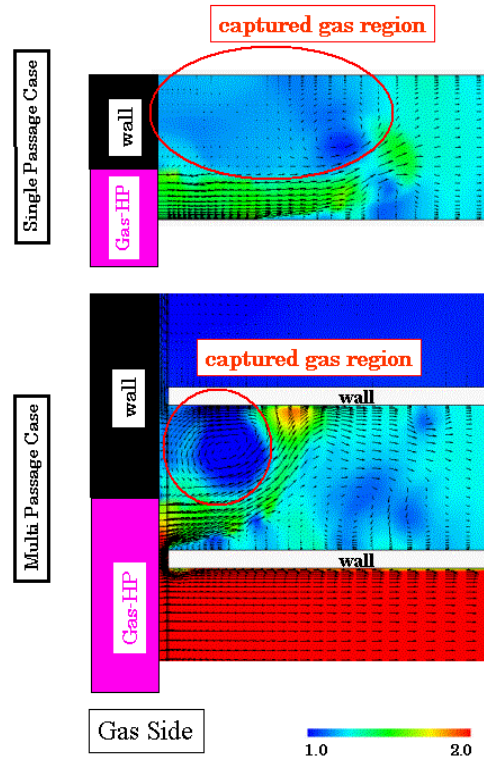 captured gas region
Single Passage Case
wall
Gas-HP
captured gas region
Multi Passage Case
wall
wall
wall
Gas-HP
Gas Side
1.0
2.0